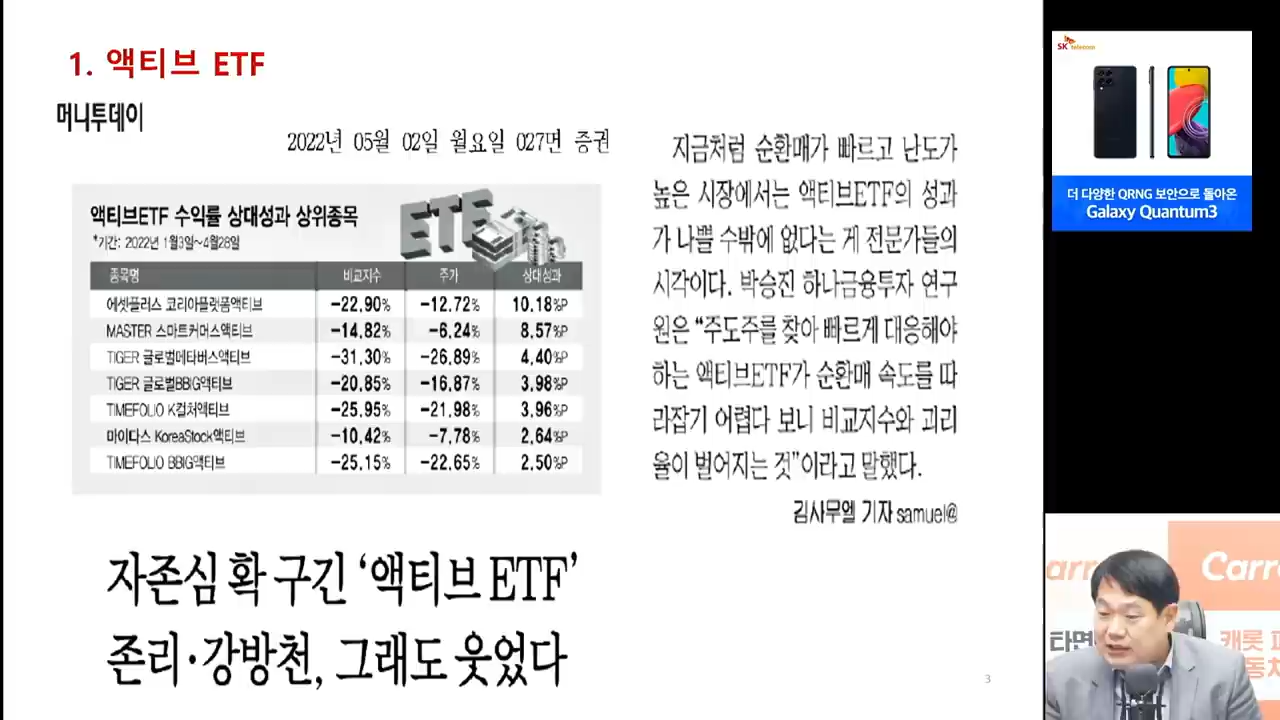 1. 액티브 ETF
머니투데이
2022년 05월 02일 월요일 027면 증권
액티브ETF 수익률 상대성과 상위종목
*기간: 2022년 1월3일~4월28일
ETF
종목명 비교지수 주가 상대성과
에셋플러스 코리아플랫폼액티브 -22.90% -12.72% 10.18%P
MASTER 스마트커머스액티브 -14.82% -6.24% 8.57%P
TIGER 글로벌메타버스액티브 -31.30% -26.89% 4.40%P
TIGER 글로벌BBIG액티브 -20.85% -16.87% 3.98%P
TIMEFOLIO K컬처액티브 -25.95% -21.98% 3.96%P
마이다스 KoreaStock액티브 -10.42% -7.78% 2.64%P
TIMEFOLIO BBIG액티브 -25.15% -22.65% 2.50%P
자존심 확 구긴 ‘액티브 ETF’
존리·강방천, 그래도 웃었다
지금처럼 순환매가 빠르고 난도가
높은 시장에서는 액티브ETF의 성과
가 나쁠 수밖에 없다는 게 전문가들의
시각이다. 박승진 하나금융투자 연구
원은 “주도주를 찾아 빠르게 대응해야
하는 액티브ETF가 순환매 속도를 따
라잡기 어렵다 보니 비교지수와 괴리
율이 벌어지는 것”이라고 말했다.
김사무엘 기자 samuel@
3
SK telecom
더 다양한 QRNG 보안으로 돌아온
Galaxy Quantum3
arr
Carr
타면
캐롯 퍼
동차